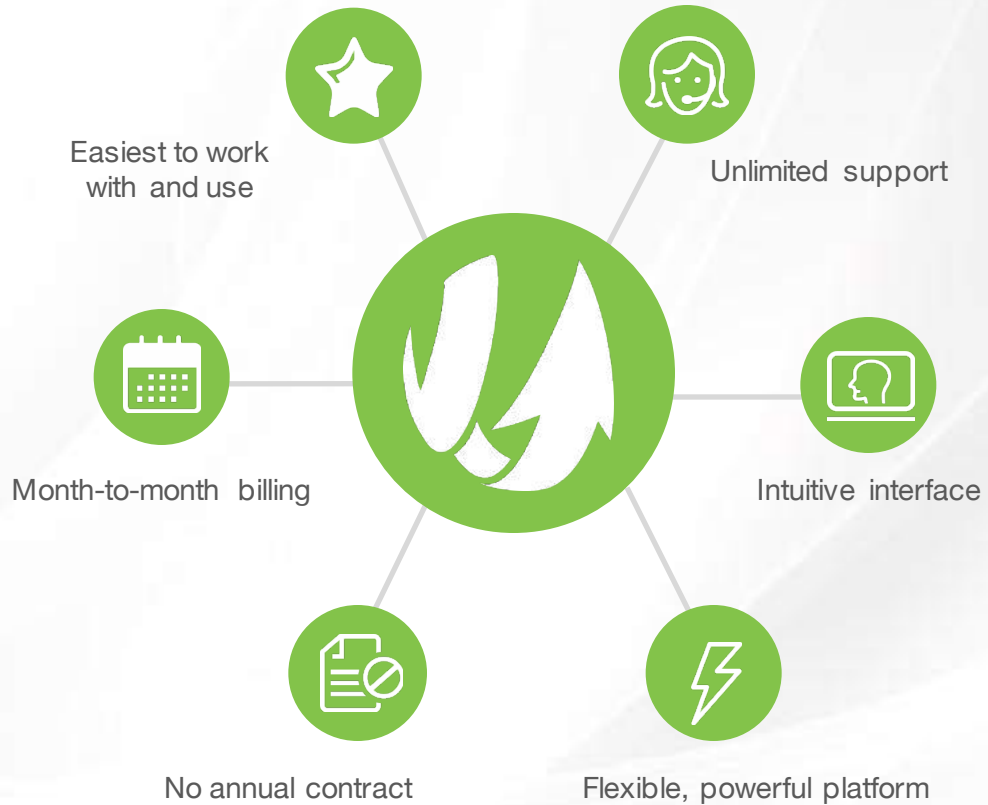 Easiest to work
with and use
Unlimited support
Month-to-month billing
Intuitive interface
No annual contract
Flexible, powerful platform